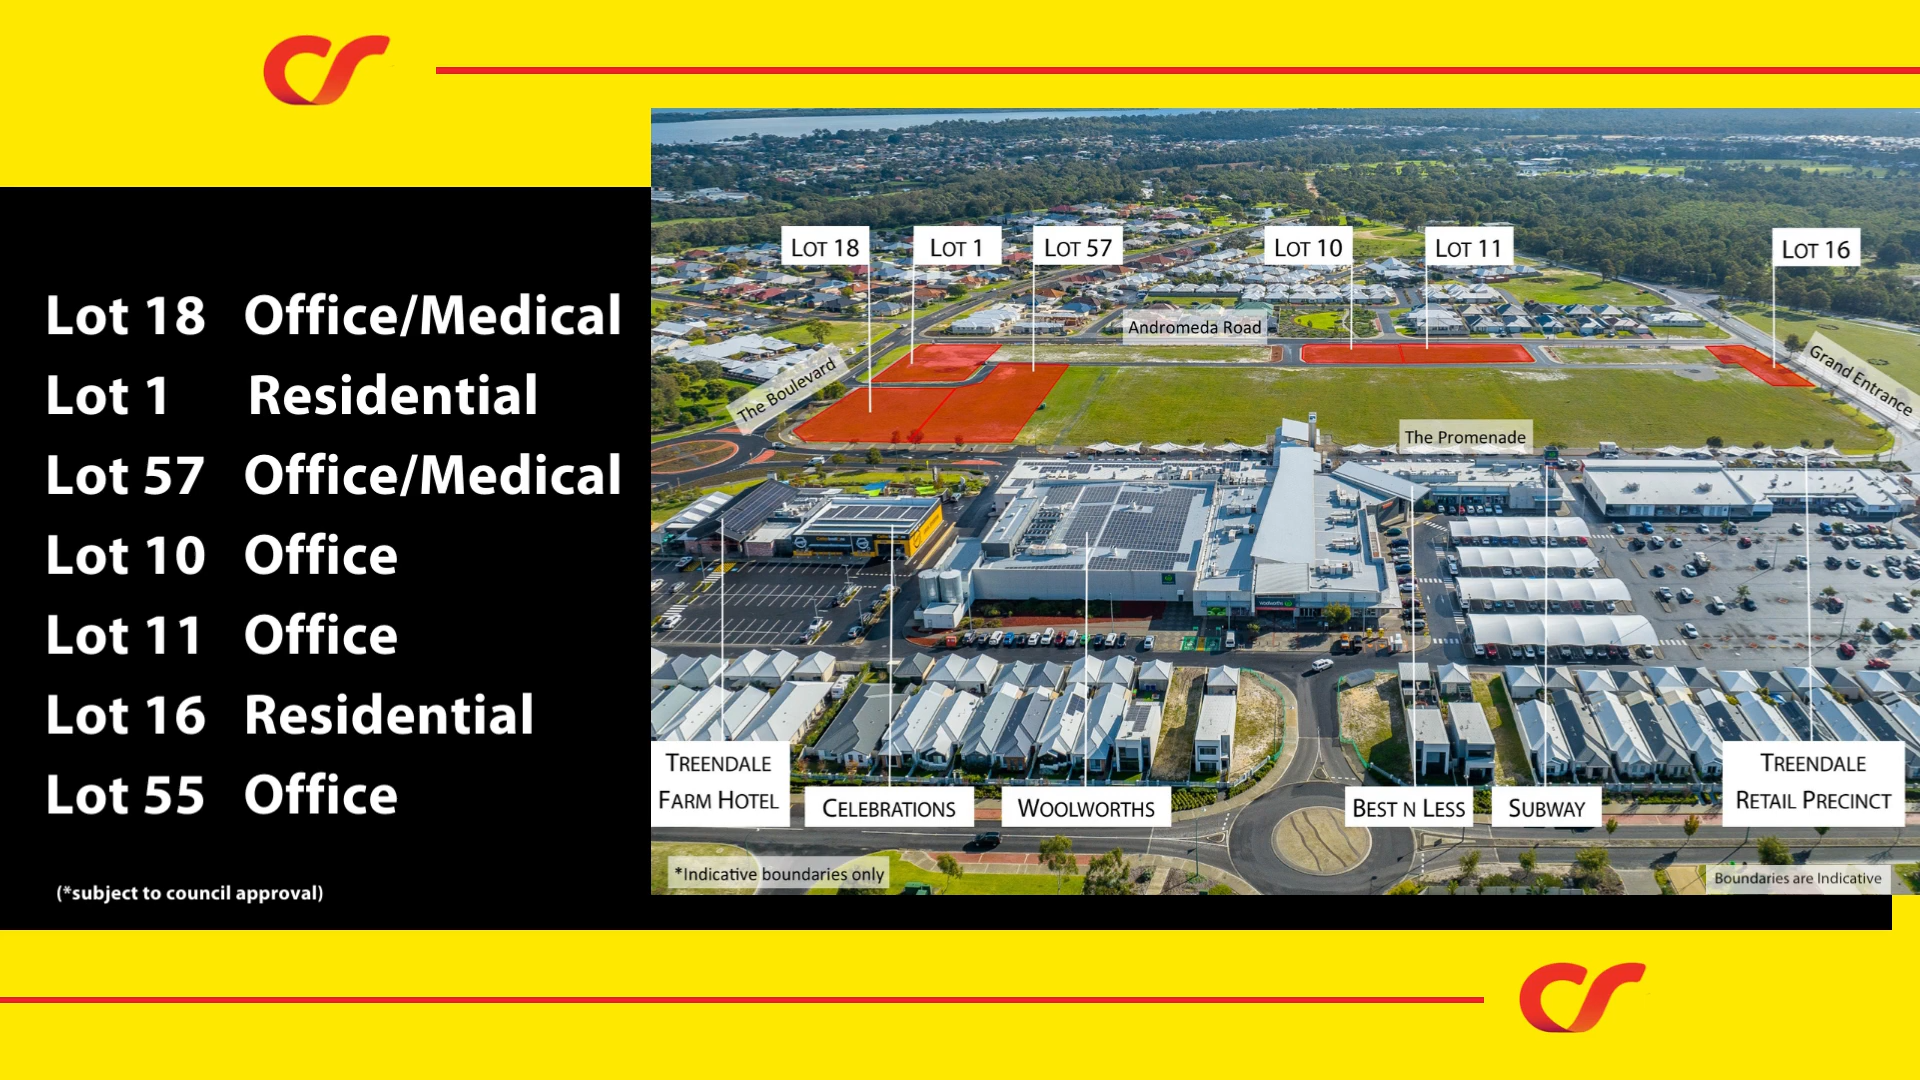 Lot 18 Office/Medical
Lot 1 Residential
Lot 57 Office/Medical
Lot 10 Office
Lot 11 Office
Lot 16 Residential
Lot 55 Office
(*subject to council approval)
LOT 18
LOT 1
LOT 57
LOT 10
LOT 11
LOT 16
Andromeda Road
The Boulevard
Grand Entrance
The Promenade
TREENDALE
FARM HOTEL
CELEBRATIONS
WOOLWORTHS
BEST N LESS
SUBWAY
TREENDALE
RETAIL PRECINCT
*Indicative boundaries only
Boundaries are Indicative